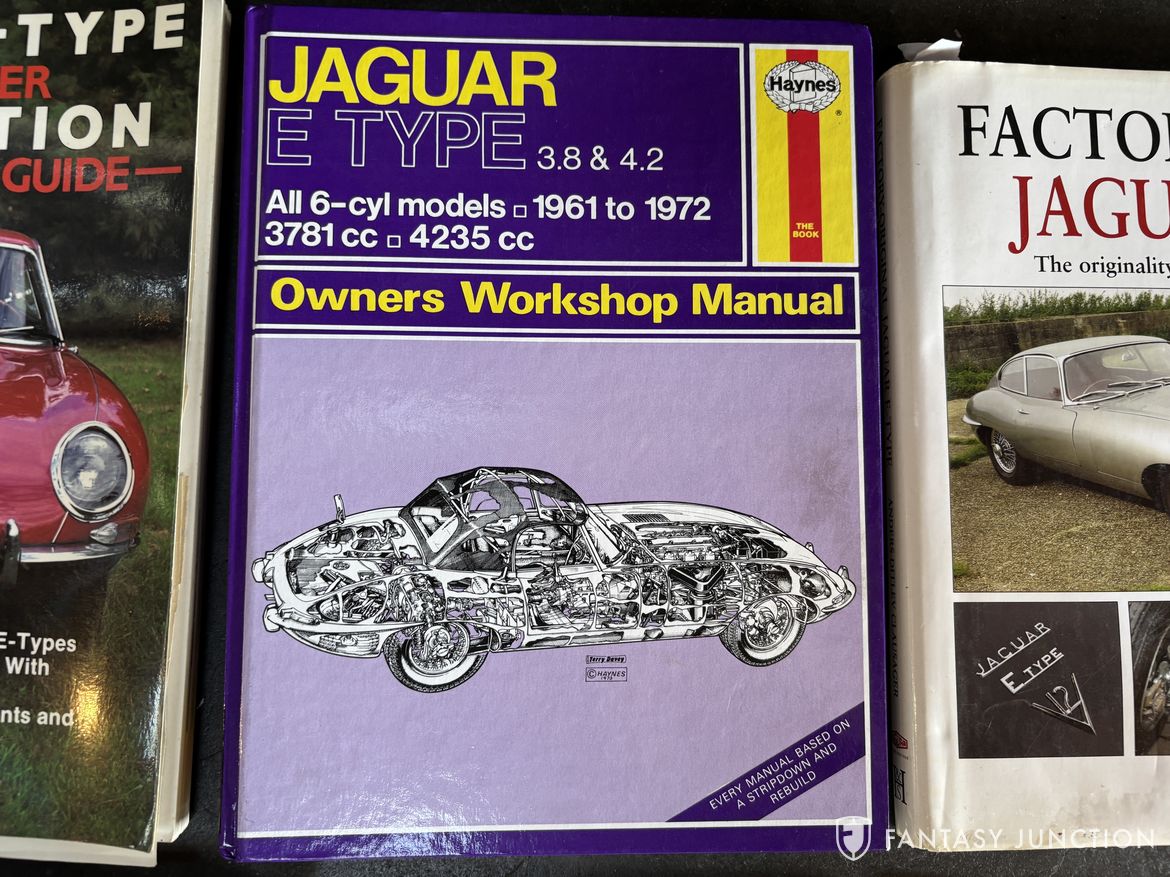 -TYPE
ER
TION
GUIDE
E-Types
With
nts and
JAGUAR
E TYPE 3.8 & 4.2
All 6-cyl models □ 1961 to 1972
3781 cc □ 4235 cc
Haynes
®
THE
BOOK
Owners Workshop Manual
Terry Davey
© HAYNES
EVERY MANUAL BASED ON
A STRIPDOWN AND
REBUILD
FACTO
JAGU
The originality
JAGUAR
E TYPE
V12
FANTASY JUNCTION